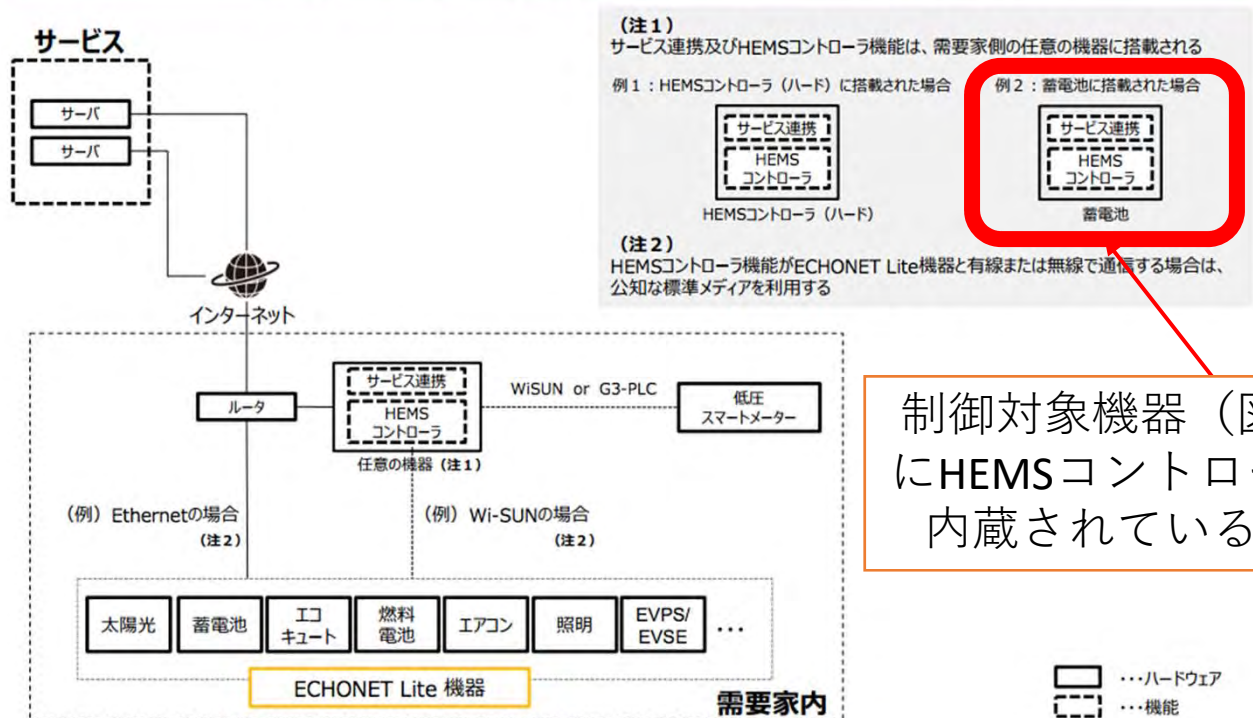 サービス
サーバ
サーバ
インターネット
(注1)
サービス連携及びHEMSコントローラ機能は、需要家側の任意の機器に搭載される
例1:HEMSコントローラ(ハード)に搭載された場合
サービス連携
HEMS
コントローラ
HEMSコントローラ(ハード)
例2:蓄電池に搭載された場合
サービス連携
HEMS
コントローラ
蓄電池
(注2)
HEMSコントローラ機能がECHONET Lite機器と有線または無線で通信する場合は、
公知な標準メディアを利用する
ルータ
サービス連携
HEMS
コントローラ
任意の機器(注1)
WiSUN or G3-PLC
低圧
スマートメーター
制御対象機器(
にHEMSコントロ
内蔵されている
(例)Ethernetの場合
(注2)
(例)Wi-SUNの場合
(注2)
太陽光
蓄電池
エコ
キュート
燃料
電池
エアコン
照明
EVPS/
EVSE
...
ECHONET Lite 機器
需要家内
…ハードウェア
…機能